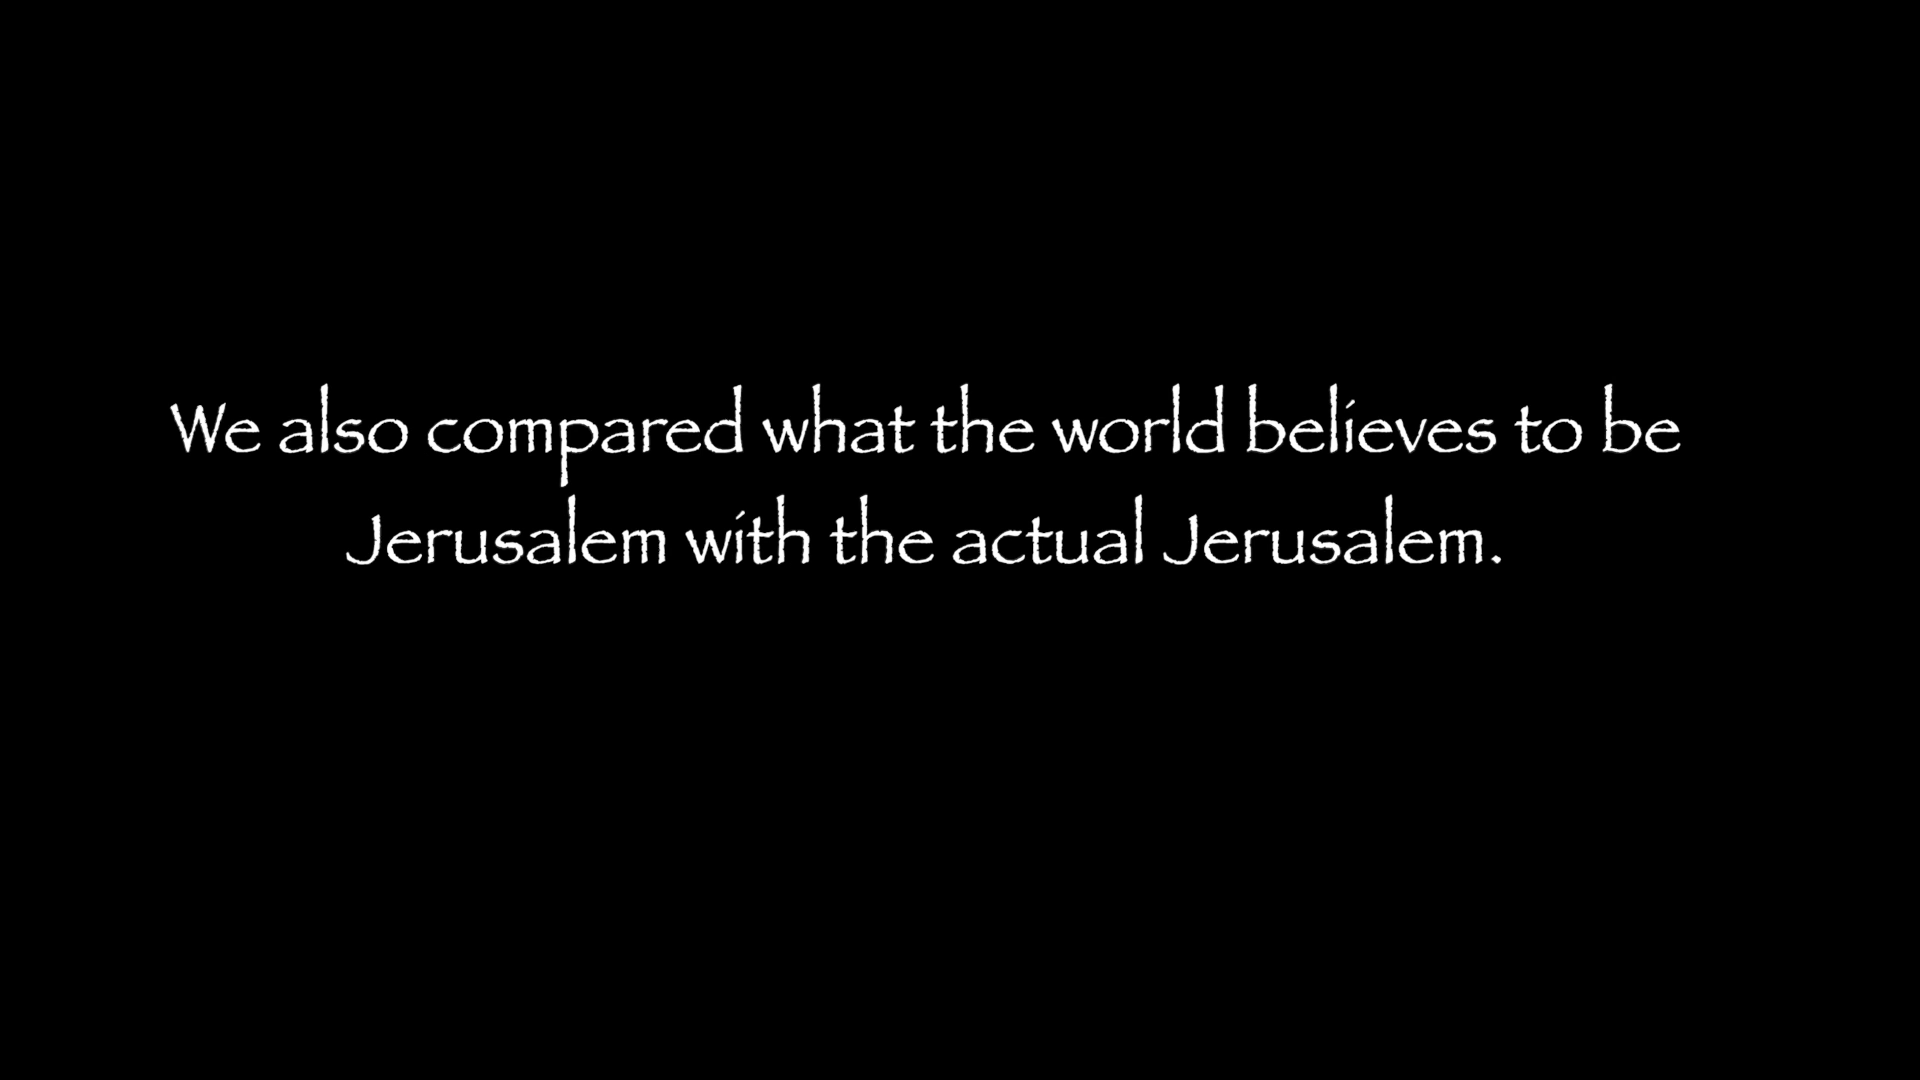 We also compared what the world believes to be
Jerusalem with the actual Jerusalem.